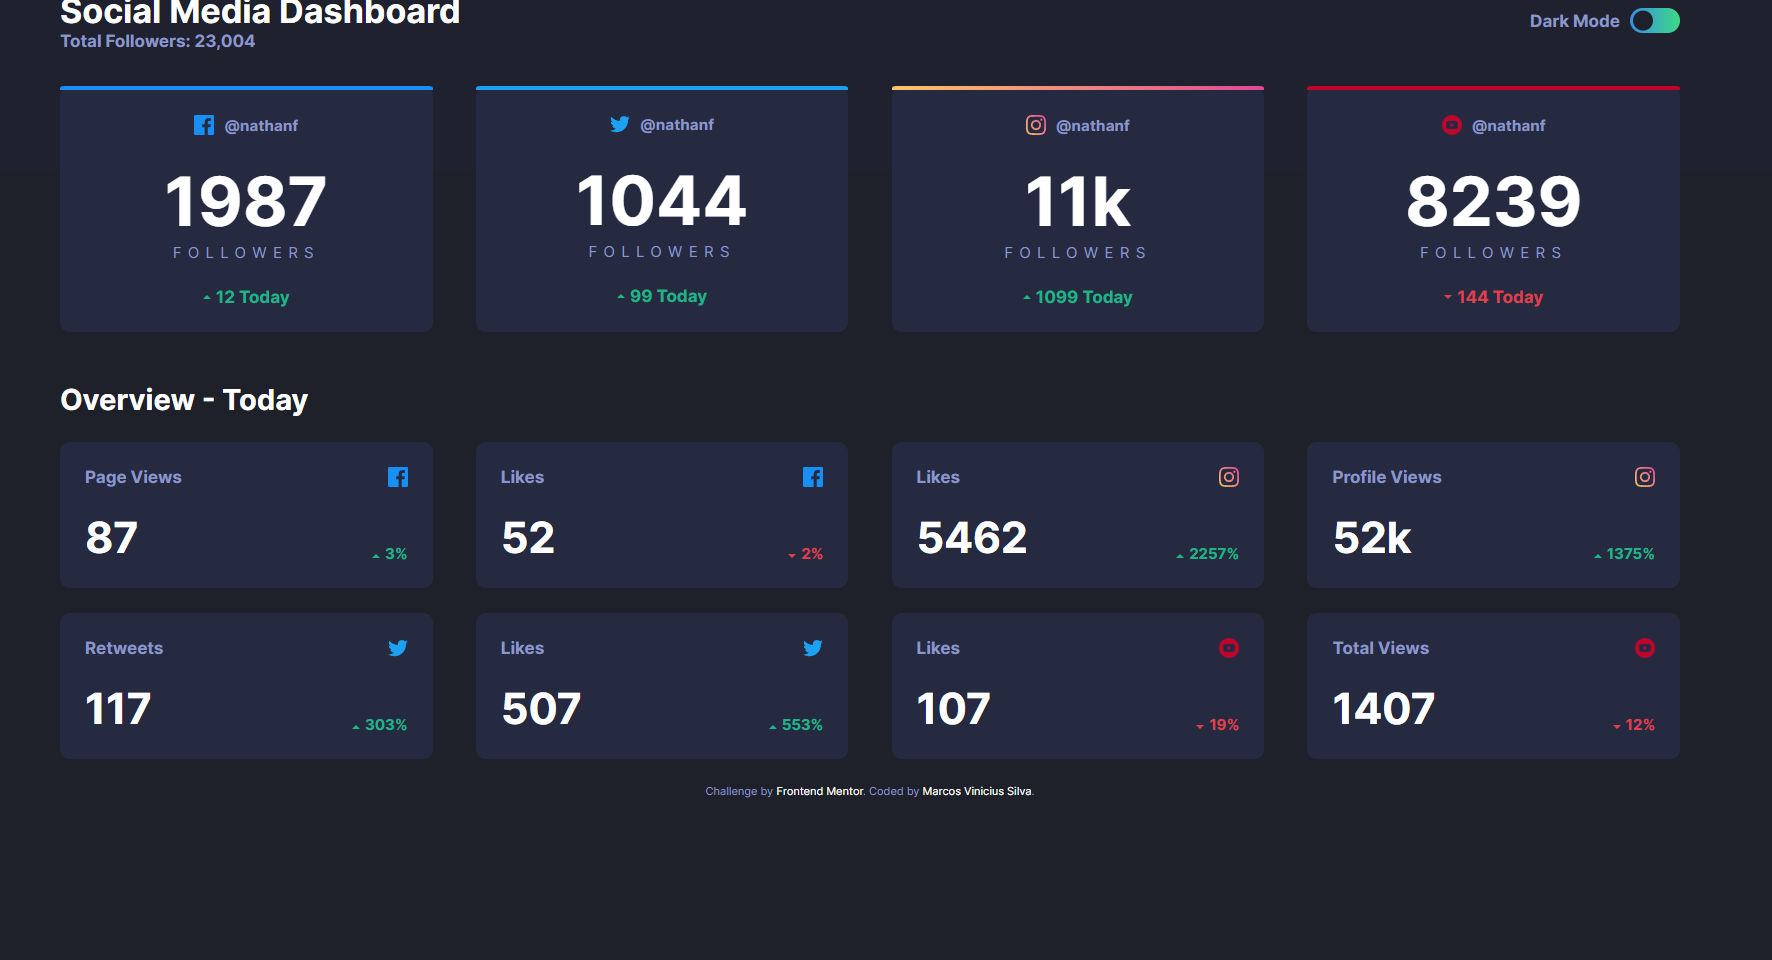 Social Media Dashboard
Total Followers: 23,004
Dark Mode
@nathanf
1987
FOLLOWERS
12 Today
@nathanf
1044
FOLLOWERS
99 Today
@nathanf
11k
FOLLOWERS
1099 Today
@nathanf
8239
FOLLOWERS
144 Today
Overview - Today
Page Views
87
3%
Likes
52
2%
Likes
5462
2257%
Profile Views
52k
1375%
Retweets
117
303%
Likes
507
553%
Likes
107
19%
Total Views
1407
12%
Challenge by Frontend Mentor. Coded by Marcos Vinicius Silva.